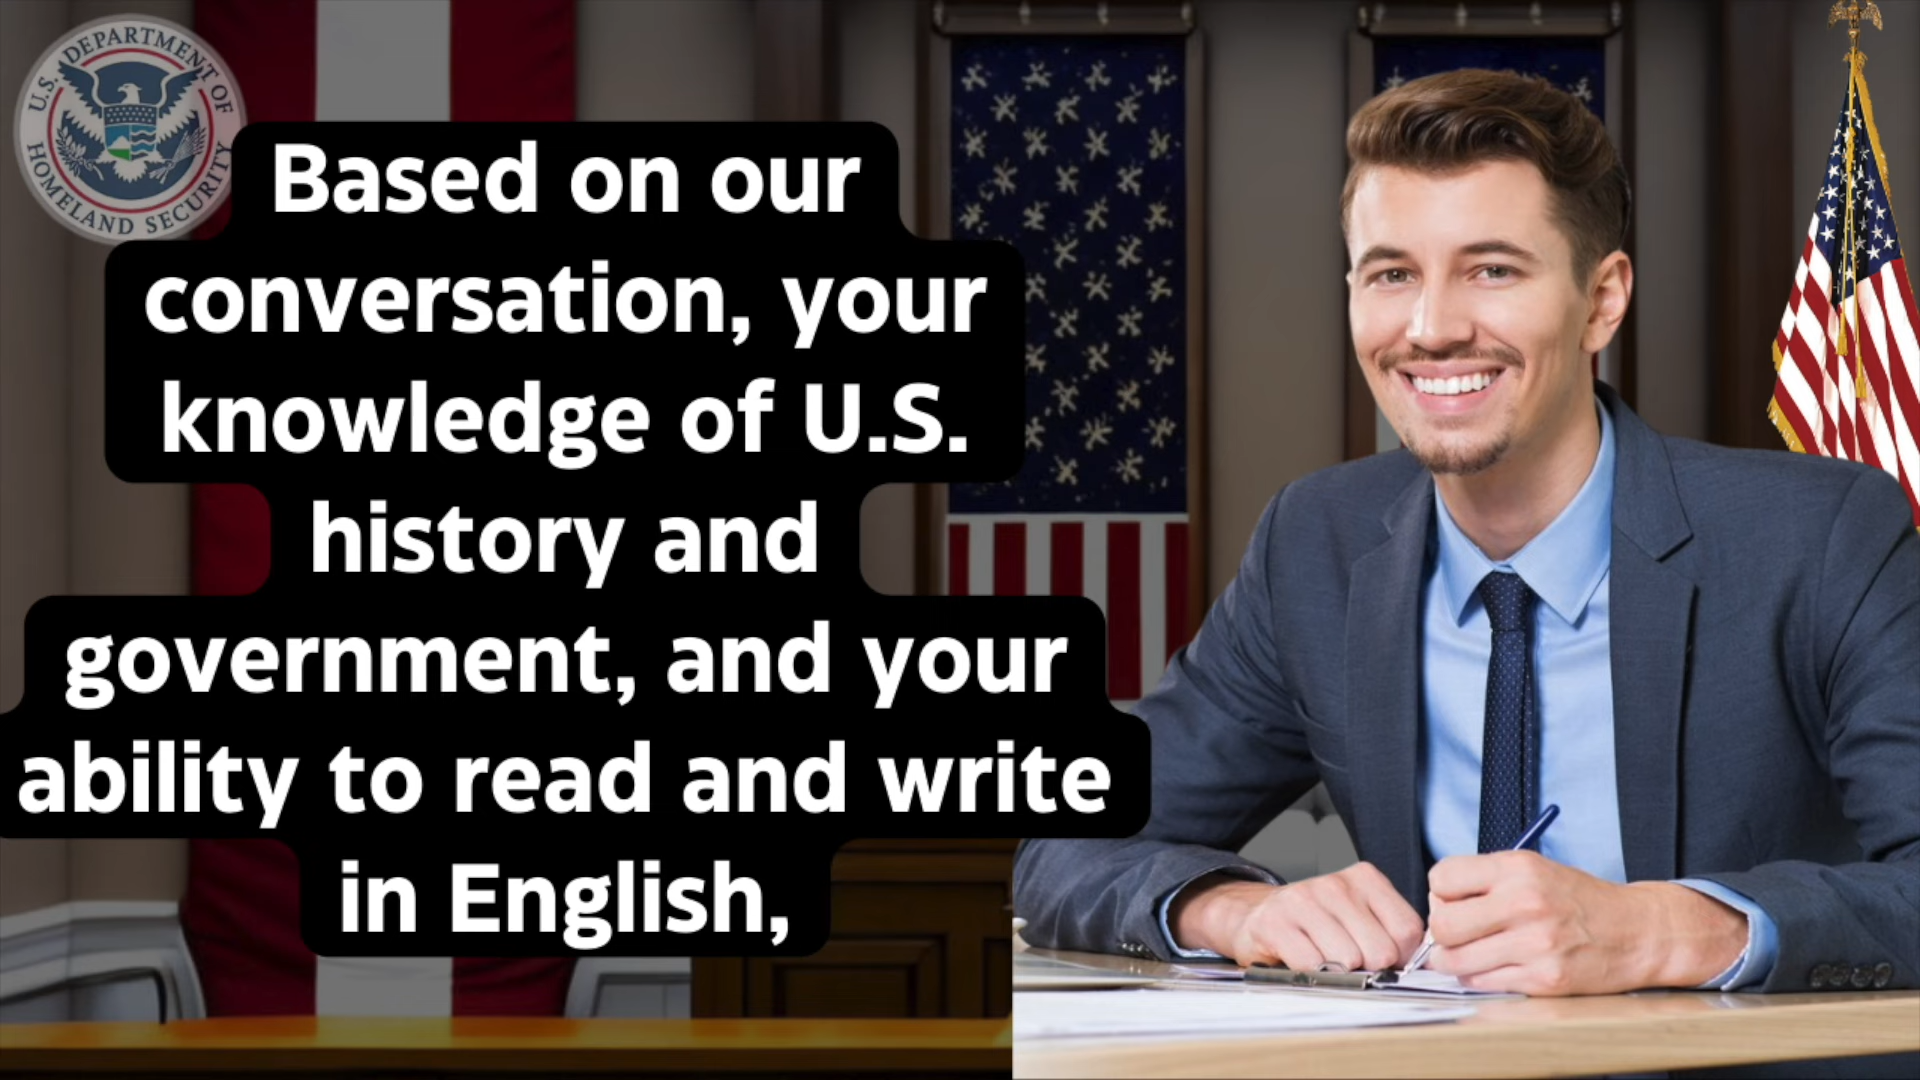 U.S. DEPARTMENT OF
HOMELAND SECURITY
Based on our
conversation, your
knowledge of U.S.
history and
government, and your
ability to read and write
in English,